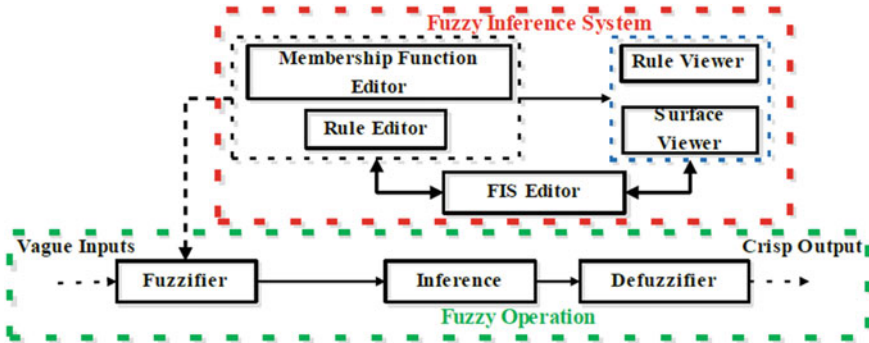 Fuzzy Inference System
Membership Function
Editor
Rule Editor
Rule Viewer
Surface
Viewer
FIS Editor
Vague Inputs
Crisp Output
Fuzzifier
Inference
Defuzzifier
Fuzzy Operation